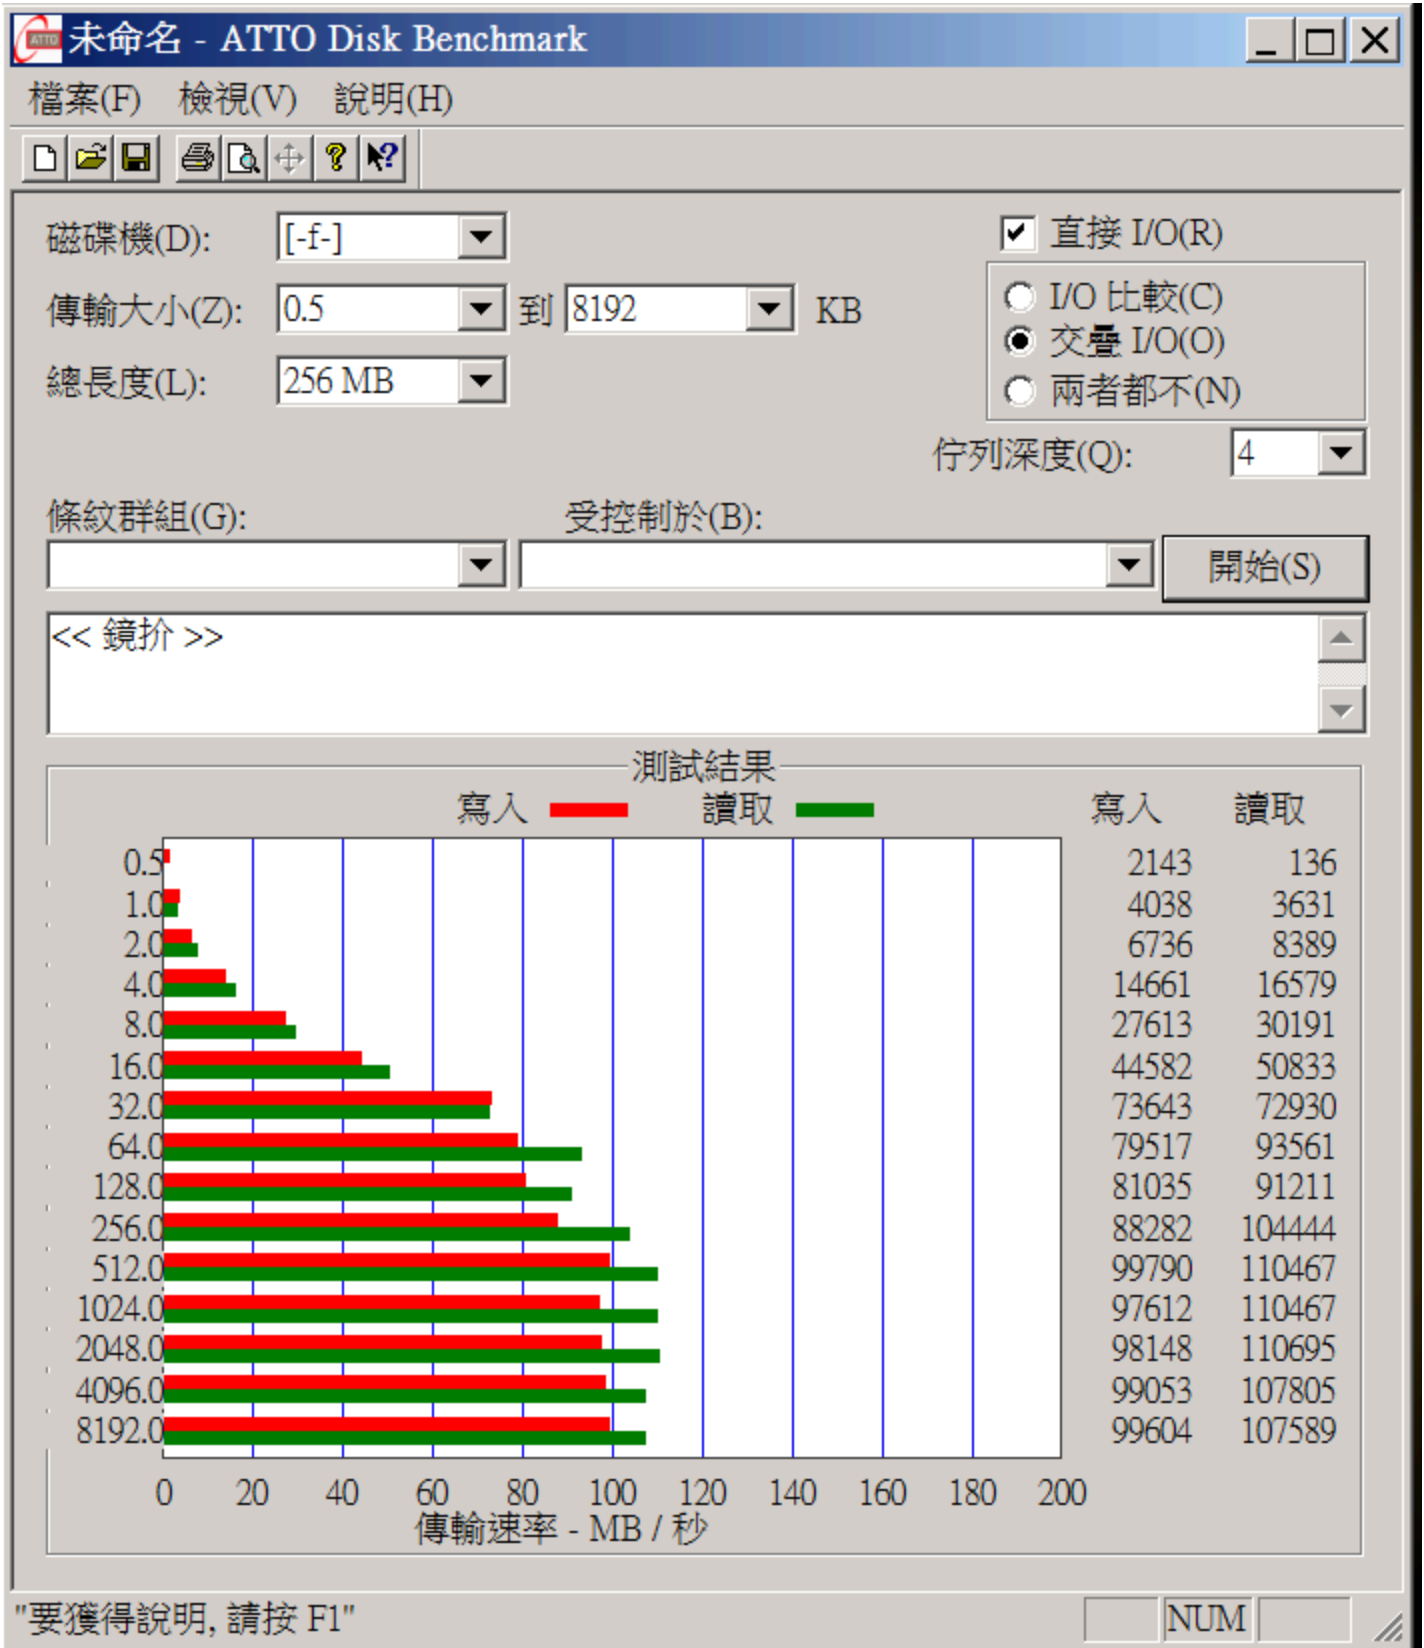 ATTO
未命名 - ATTO Disk Benchmark
檔案(F) 檢視(V) 說明(H)
磁碟機(D): [-f-] 直接 I/O(R)
傳輸大小(Z): 0.5 到 8192 KB I/O 比較(C)
交疊 I/O(O)
總長度(L): 256 MB 兩者都不(N)
佇列深度(Q): 4
條紋群組(G): 受控制於(B):
開始(S)
<< 鏡扴 >>
測試結果
寫入 讀取 寫入 讀取
0.5 2143 136
1.0 4038 3631
2.0 6736 8389
4.0 14661 16579
8.0 27613 30191
16.0 44582 50833
32.0 73643 72930
64.0 79517 93561
128.0 81035 91211
256.0 88282 104444
512.0 99790 110467
1024.0 97612 110467
2048.0 98148 110695
4096.0 99053 107805
8192.0 99604 107589
0 20 40 60 80 100 120 140 160 180 200
傳輸速率 - MB / 秒
"要獲得說明, 請按 F1" NUM